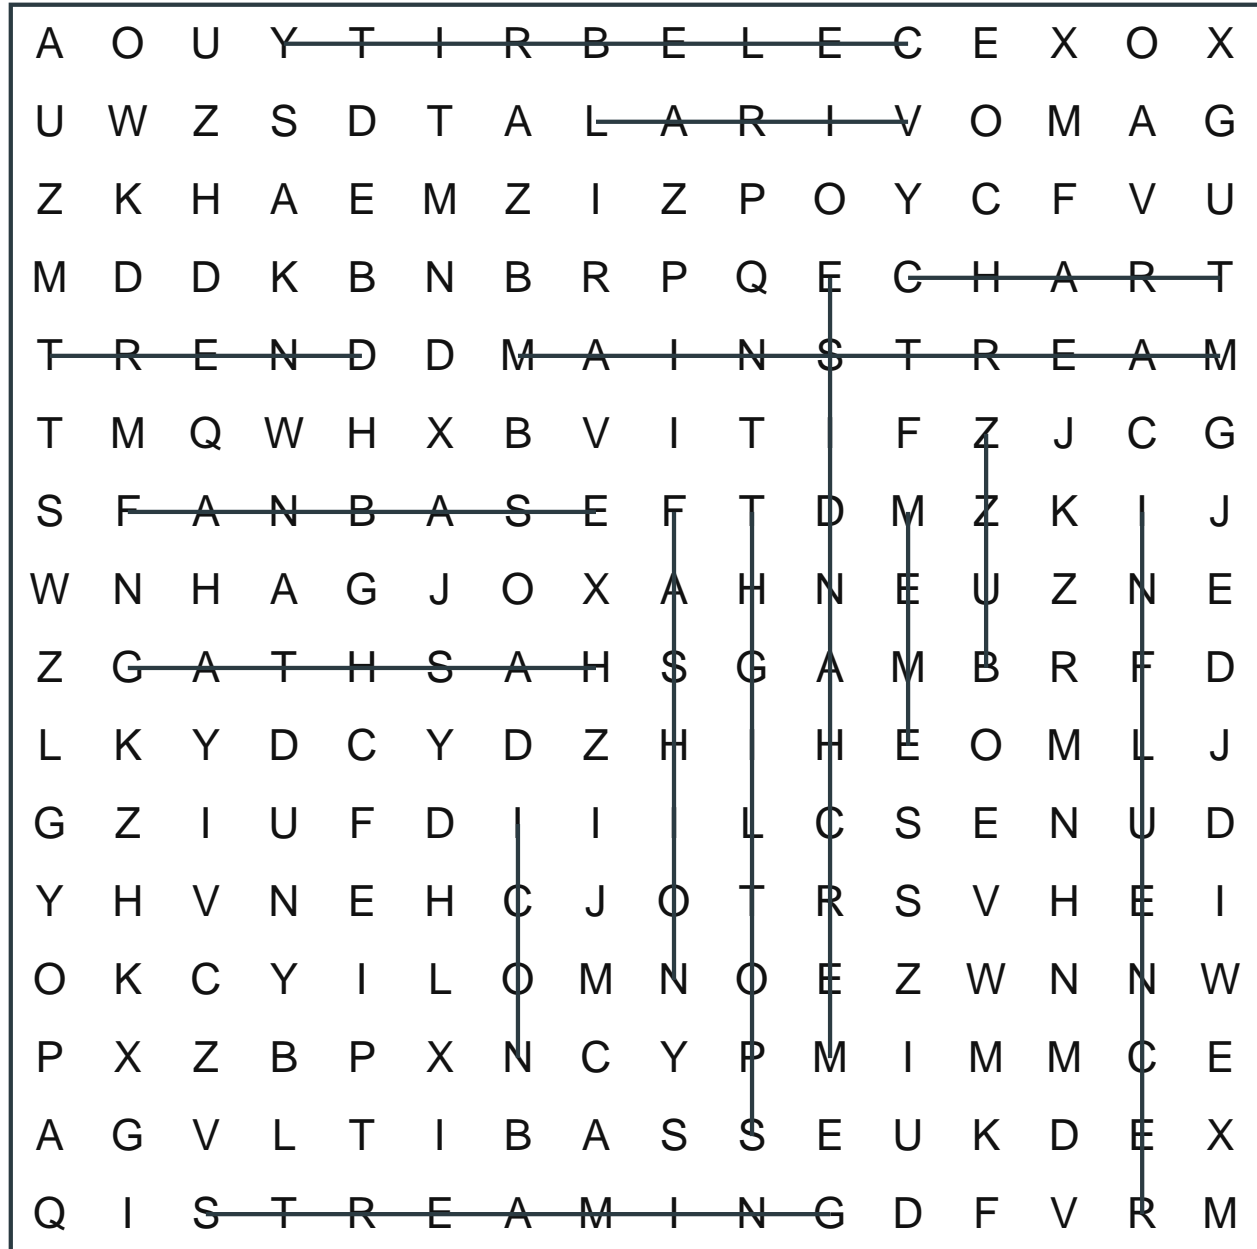 A O U Y T I R B E L E C E X O X
U W Z S D T A L A R I V O M A G
Z K H A E M Z I Z P O Y C F V U
M D D K B N B R P Q E C H A R T
T R E N D D M A I N S T R E A M
T M Q W H X B V I T I F Z J C G
S F A N B A S E F T D M Z K I J
W N H A G J O X A H N E U Z N E
Z G A T H S A H S G A M B R F D
L K Y D C Y D Z H I H E O M L J
G Z I U F D I I I L C S E N U D
Y H V N E H C J O T R S V H E I
O K C Y I L O M N O E Z W N N W
P X Z B P X N C Y P M I M M C E
A G V L T I B A S S E U K D E X
Q I S T R E A M I N G D F V R M